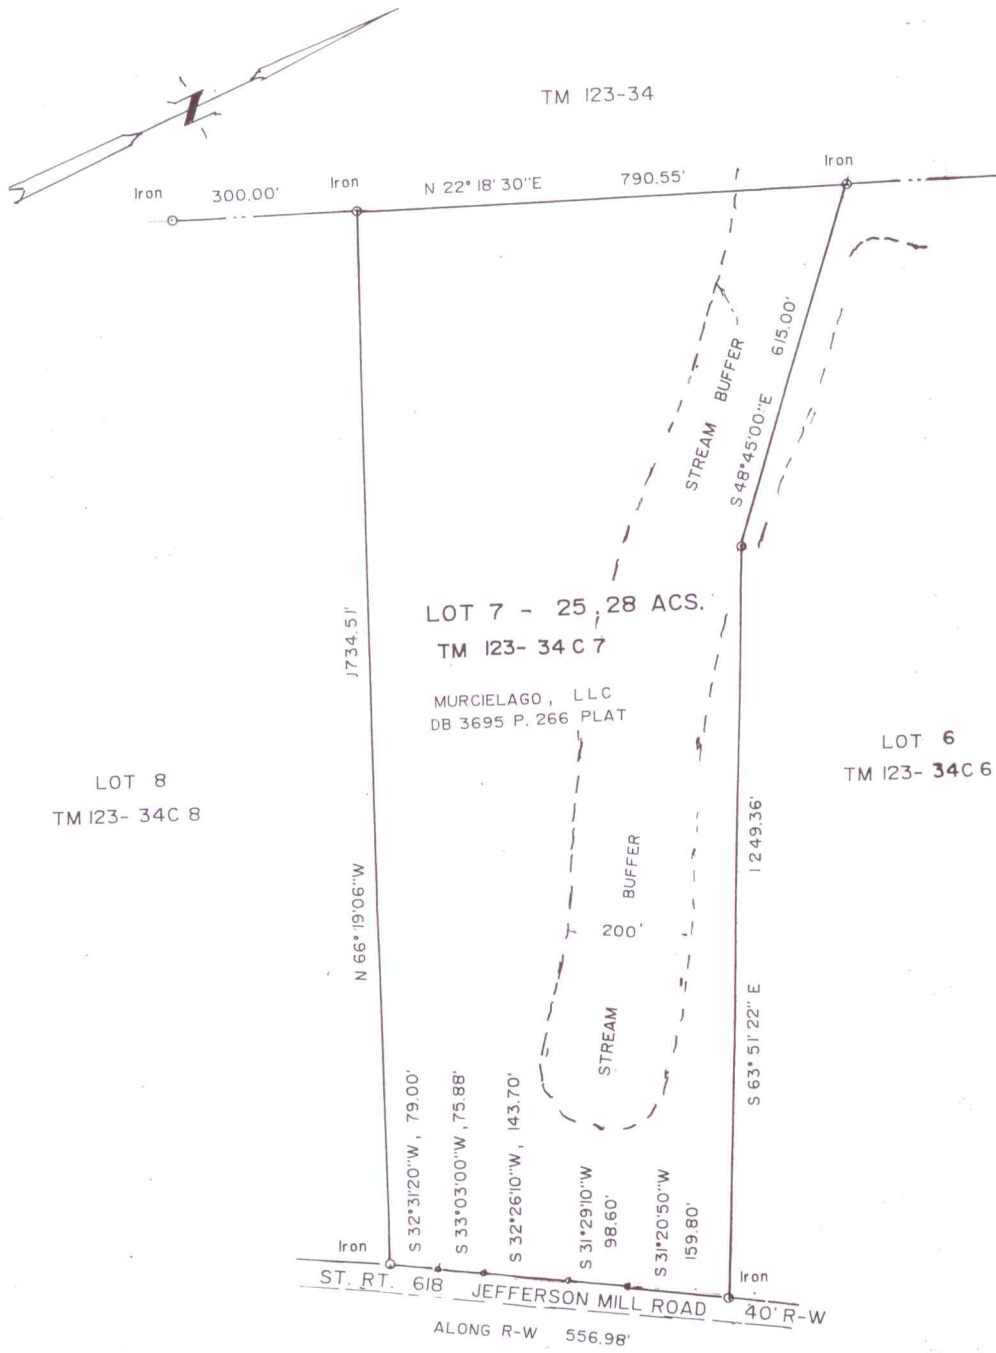 N
TM 123-34
Iron
300.00'
Iron
N 22° 18' 30"E
790.55'
Iron
STREAM BUFFER
S 48°45'00"E 615.00'
LOT 7 - 25.28 ACS.
TM 123- 34 C 7
MURCIELAGO, LLC
DB 3695 P. 266 PLAT
LOT 6
TM 123- 34C 6
LOT 8
TM 123- 34C 8
N 66° 19'06"W 1734.51'
STREAM BUFFER
200'
S 63° 51' 22" E 1249.36'
S 32°31'20"W, 79.00'
S 33°03'00"W, 75.88'
S 32°26'10"W, 143.70'
S 31°29'10"W
98.60'
S 31°20'50"W
159.80'
Iron
Iron
ST. RT. 618 JEFFERSON MILL ROAD 40' R-W
ALONG R-W 556.98'